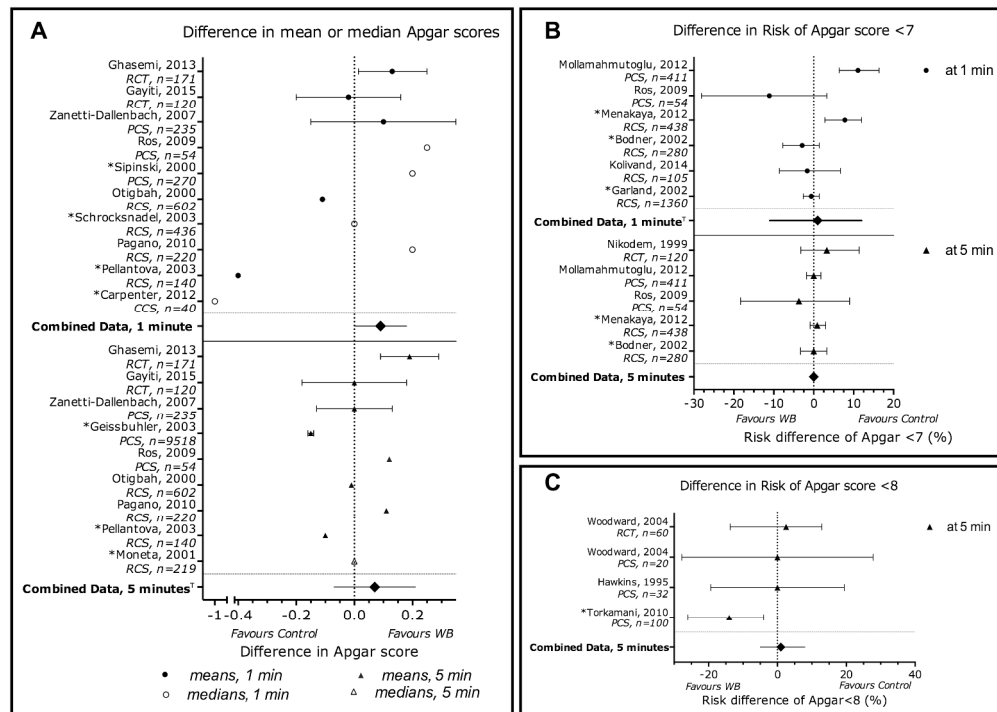 A
Difference in mean or median Apgar scores
Ghasemi, 2013
RCT, n=171
Gayiti, 2015
RCT, n=120
Zanetti-Dallenbach, 2007
PCS, n=235
Ros, 2009
PCS, n=54
*Sipinski, 2000
PCS, n=270
Otigbah, 2000
RCS, n=602
*Schrocksnadel, 2003
RCS, n=436
Pagano, 2010
RCS, n=220
*Pellantova, 2003
RCS, n=140
*Carpenter, 2012
CCS, n=40
Combined Data, 1 minute
Ghasemi, 2013
RCT, n=171
Gayiti, 2015
RCT, n=120
Zanetti-Dallenbach, 2007
PCS, n=235
*Geissbuhler, 2003
PCS, n=9518
Ros, 2009
PCS, n=54
Otigbah, 2000
RCS, n=602
Pagano, 2010
RCS, n=220
*Pellantova, 2003
RCS, n=140
*Moneta, 2001
RCS, n=219
Combined Data, 5 minutesT
-1 -0.4 -0.2 0.0 0.2
Favours Control Favours WB
Difference in Apgar score
means, 1 min means, 5 min
medians, 1 min medians, 5 min
B
Difference in Risk of Apgar score <7
Mollamahmutoglu, 2012
PCS, n=411
at 1 min
Ros, 2009
PCS, n=54
*Menakaya, 2012
RCS, n=438
*Bodner, 2002
RCS, n=280
Kolivand, 2014
RCS, n=105
*Garland, 2002
RCS, n=1360
Combined Data, 1 minuteT
Nikodem, 1999
RCT, n=120
at 5 min
Mollamahmutoglu, 2012
PCS, n=411
Ros, 2009
PCS, n=54
*Menakaya, 2012
RCS, n=438
*Bodner, 2002
RCS, n=280
Combined Data, 5 minutes
-30 -20 -10 0 10 20
Favours WB Favours Control
Risk difference of Apgar <7 (%)
C
Difference in Risk of Apgar score <8
Woodward, 2004
RCT, n=60
at 5 min
Woodward, 2004
PCS, n=20
Hawkins, 1995
PCS, n=32
*Torkamani, 2010
PCS, n=100
Combined Data, 5 minutes
-20 0 20 40
Favours WB Favours Control
Risk difference of Apgar<8 (%)